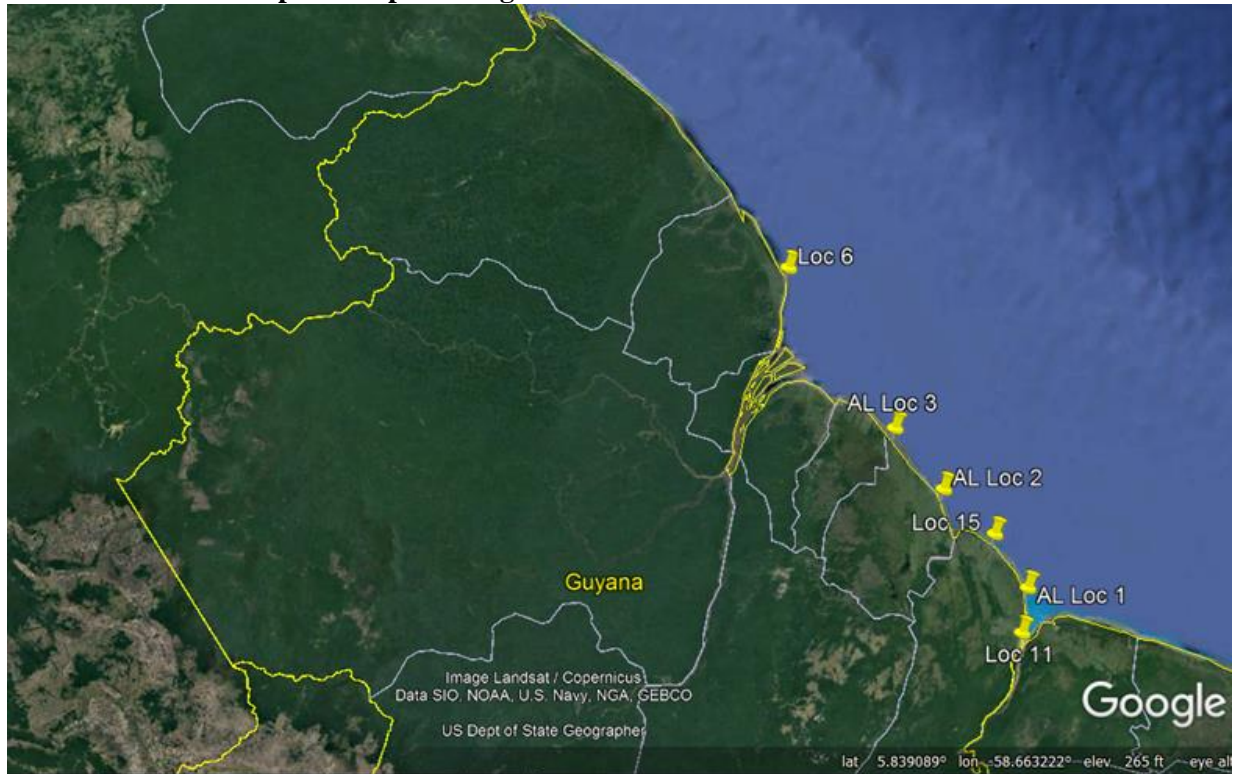 Loc 6
AL Loc 3
AL Loc 2
Loc 15
Guyana
AL Loc 1
Loc 11
Image Landsat / Copernicus
Data SIO, NOAA, U.S. Navy, NGA, GEBCO
US Dept of State Geographer
Google
lat 5.839089° lon -58.663222° elev 265 ft eye alt